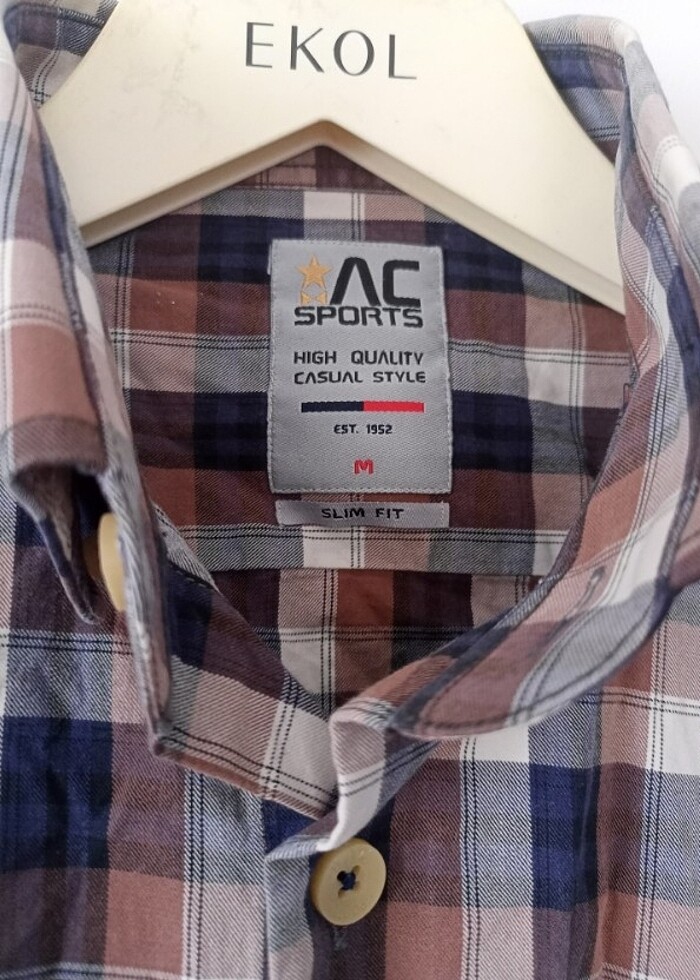 EKOL
AC
SPORTS
HIGH QUALITY
CASUAL STYLE
EST. 1952
M
SLIM FIT